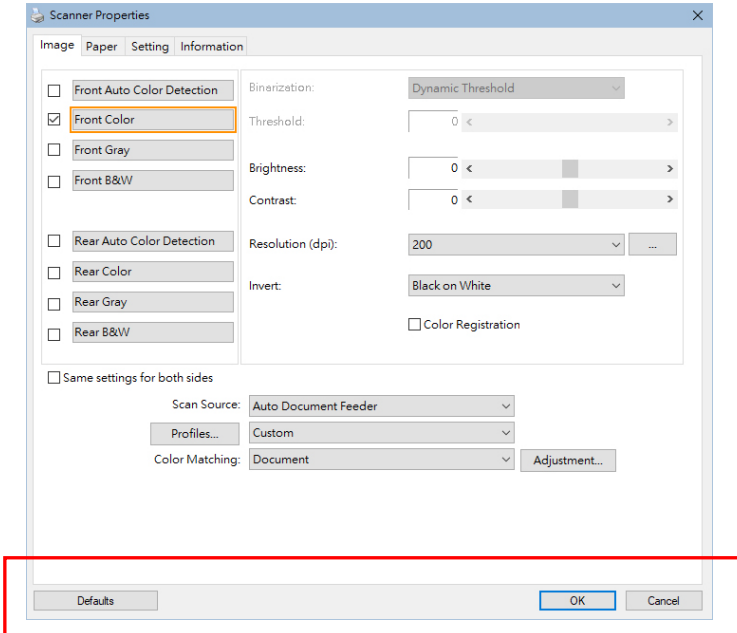 Scanner Properties
Image Paper Setting Information
Front Auto Color Detection
Front Color
Front Gray
Front B&W
Rear Auto Color Detection
Rear Color
Rear Gray
Rear B&W
Binarization: Dynamic Threshold
Threshold: 0
Brightness: 0
Contrast: 0
Resolution (dpi): 200 ...
Invert: Black on White
Color Registration
Same settings for both sides
Scan Source: Auto Document Feeder
Profiles... Custom
Color Matching: Document Adjustment...
Defaults OK Cancel